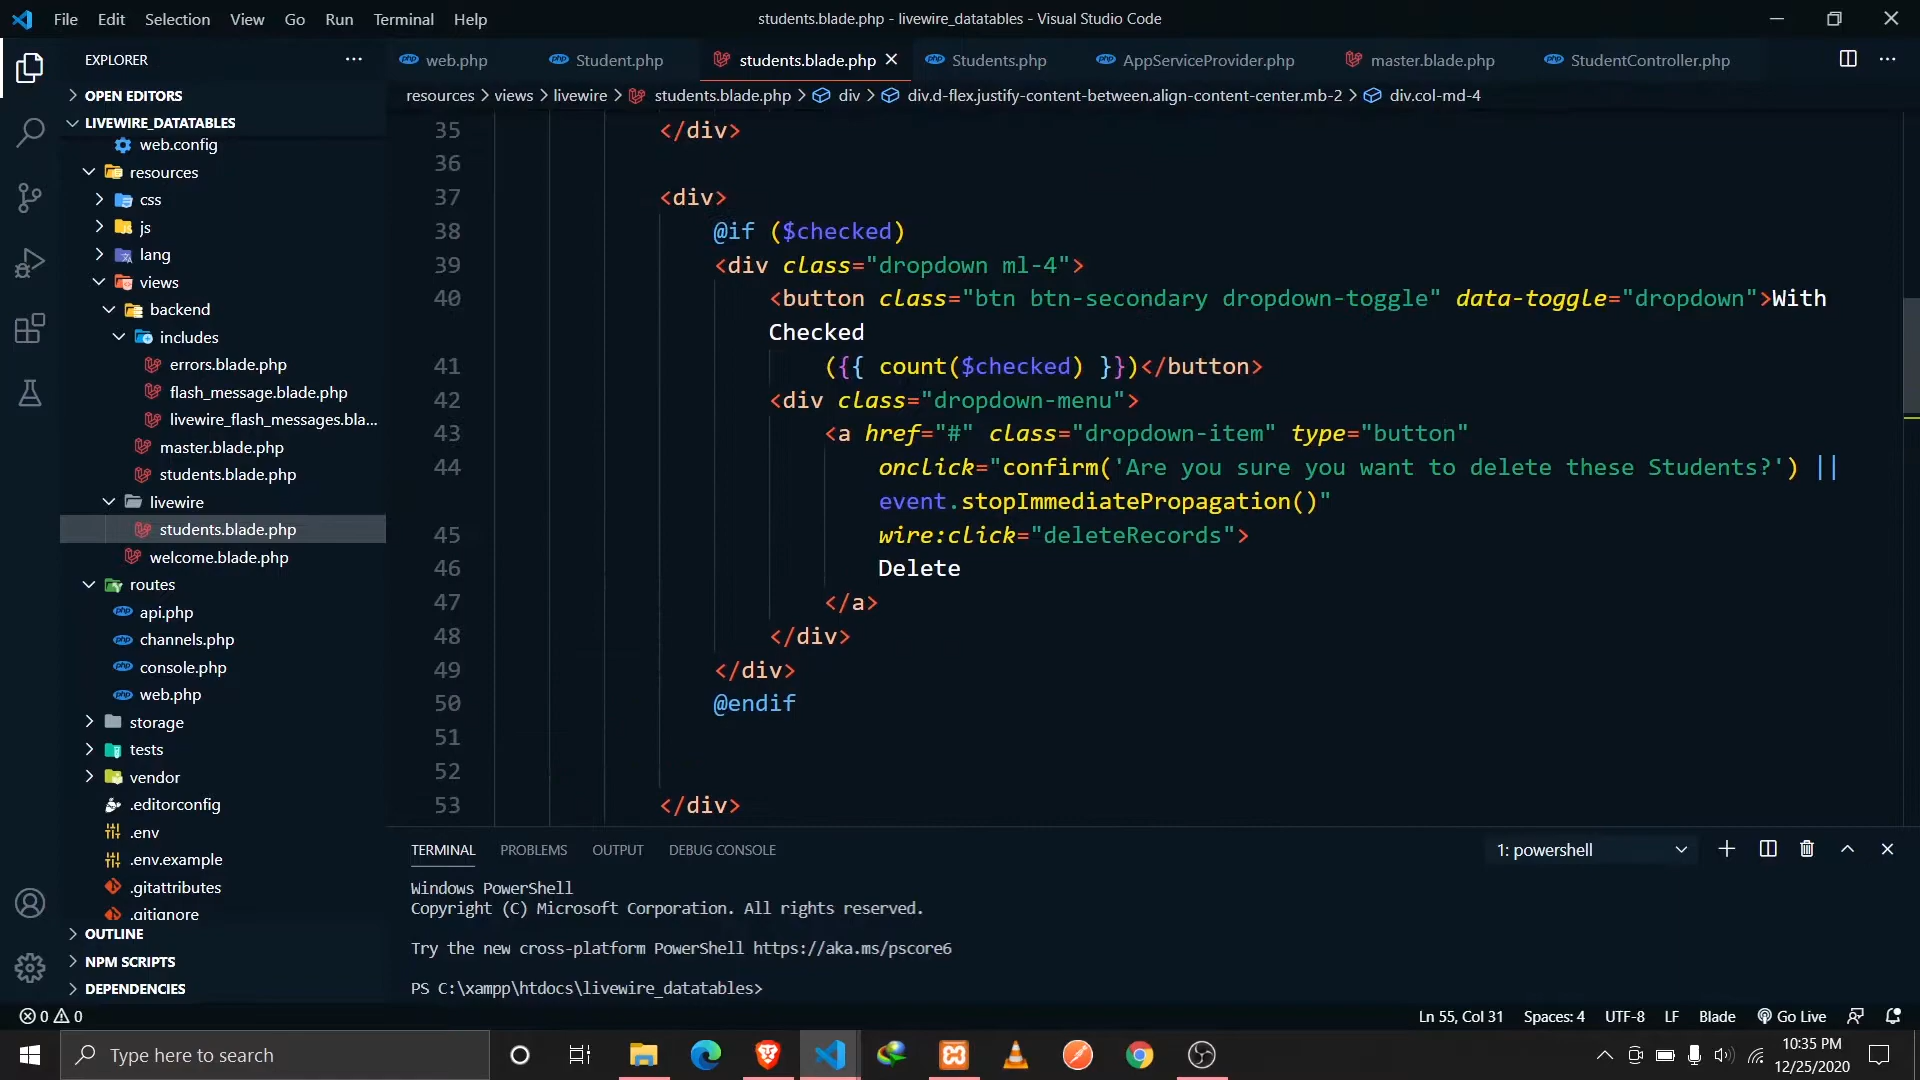 File Edit Selection View Go Run Terminal Help
students.blade.php - livewire_datatables - Visual Studio Code
EXPLORER
web.php
Student.php
students.blade.php
Students.php
AppServiceProvider.php
master.blade.php
StudentController.php
resources > views > livewire > students.blade.php > div > div.d-flex.justify-content-between.align-content-center.mb-2 > div.col-md-4
OPEN EDITORS
LIVEWIRE_DATATABLES
web.config
resources
css
js
lang
views
backend
includes
errors.blade.php
flash_message.blade.php
livewire_flash_messages.bla...
master.blade.php
students.blade.php
livewire
students.blade.php
welcome.blade.php
routes
api.php
channels.php
console.php
web.php
storage
tests
vendor
.editorconfig
.env
.env.example
.gitattributes
.gitignore
OUTLINE
NPM SCRIPTS
DEPENDENCIES
35 </div>
36
37 <div>
38 @if ($checked)
39 <div class="dropdown ml-4">
40 <button class="btn btn-secondary dropdown-toggle" data-toggle="dropdown">With
Checked
41 ({{ count($checked) }})</button>
42 <div class="dropdown-menu">
43 <a href="#" class="dropdown-item" type="button"
44 onclick="confirm('Are you sure you want to delete these Students?') ||
event.stopImmediatePropagation()"
45 wire:click="deleteRecords">
46 Delete
47 </a>
48 </div>
49 </div>
50 @endif
51
52
53 </div>
TERMINAL PROBLEMS OUTPUT DEBUG CONSOLE
1: powershell
Windows PowerShell
Copyright (C) Microsoft Corporation. All rights reserved.
Try the new cross-platform PowerShell https://aka.ms/pscore6
PS C:\xampp\htdocs\livewire_datatables>
0 0
Ln 55, Col 31 Spaces: 4 UTF-8 LF Blade Go Live
Type here to search
10:35 PM
12/25/2020